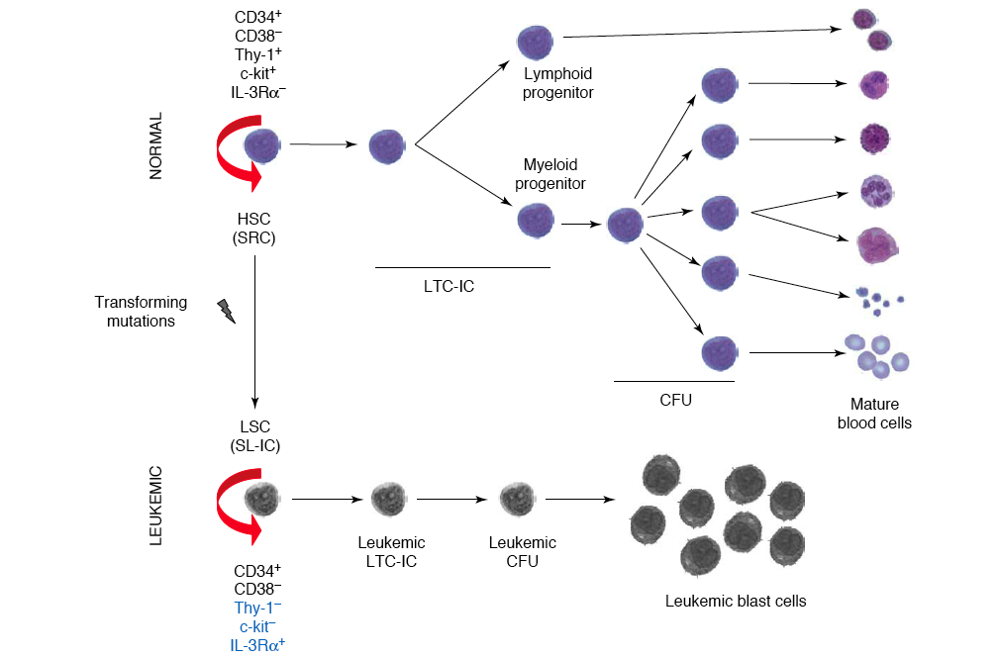 CD34⁺
CD38⁻
Thy-1⁺
c-kit⁺
IL-3Rα⁻
NORMAL
HSC
(SRC)
Lymphoid
progenitor
Myeloid
progenitor
LTC-IC
CFU
Mature
blood cells
Transforming
mutations
LSC
(SL-IC)
LEUKEMIC
Leukemic
LTC-IC
Leukemic
CFU
Leukemic blast cells
CD34⁺
CD38⁻
Thy-1⁻
c-kit⁻
IL-3Rα⁺